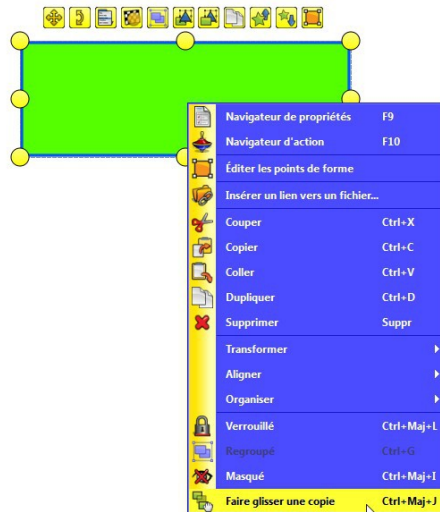 Navigateur de propriétés F9
Navigateur d'action F10
Éditer les points de forme
Insérer un lien vers un fichier...
Couper Ctrl+X
Copier Ctrl+C
Coller Ctrl+V
Dupliquer Ctrl+D
Supprimer Suppr
Transformer
Aligner
Organiser
Verrouillé Ctrl+Maj+L
Regroupé Ctrl+G
Masqué Ctrl+Maj+I
Faire glisser une copie Ctrl+Maj+J